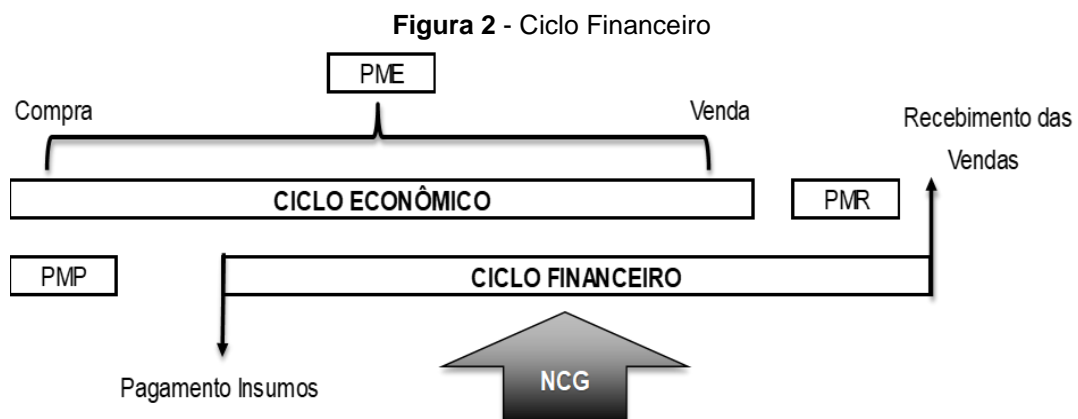 Figura 2 - Ciclo Financeiro
PME
Compra
Venda
Recebimento das
Vendas
CICLO ECONÔMICO
PMR
PMP
CICLO FINANCEIRO
Pagamento Insumos
NCG